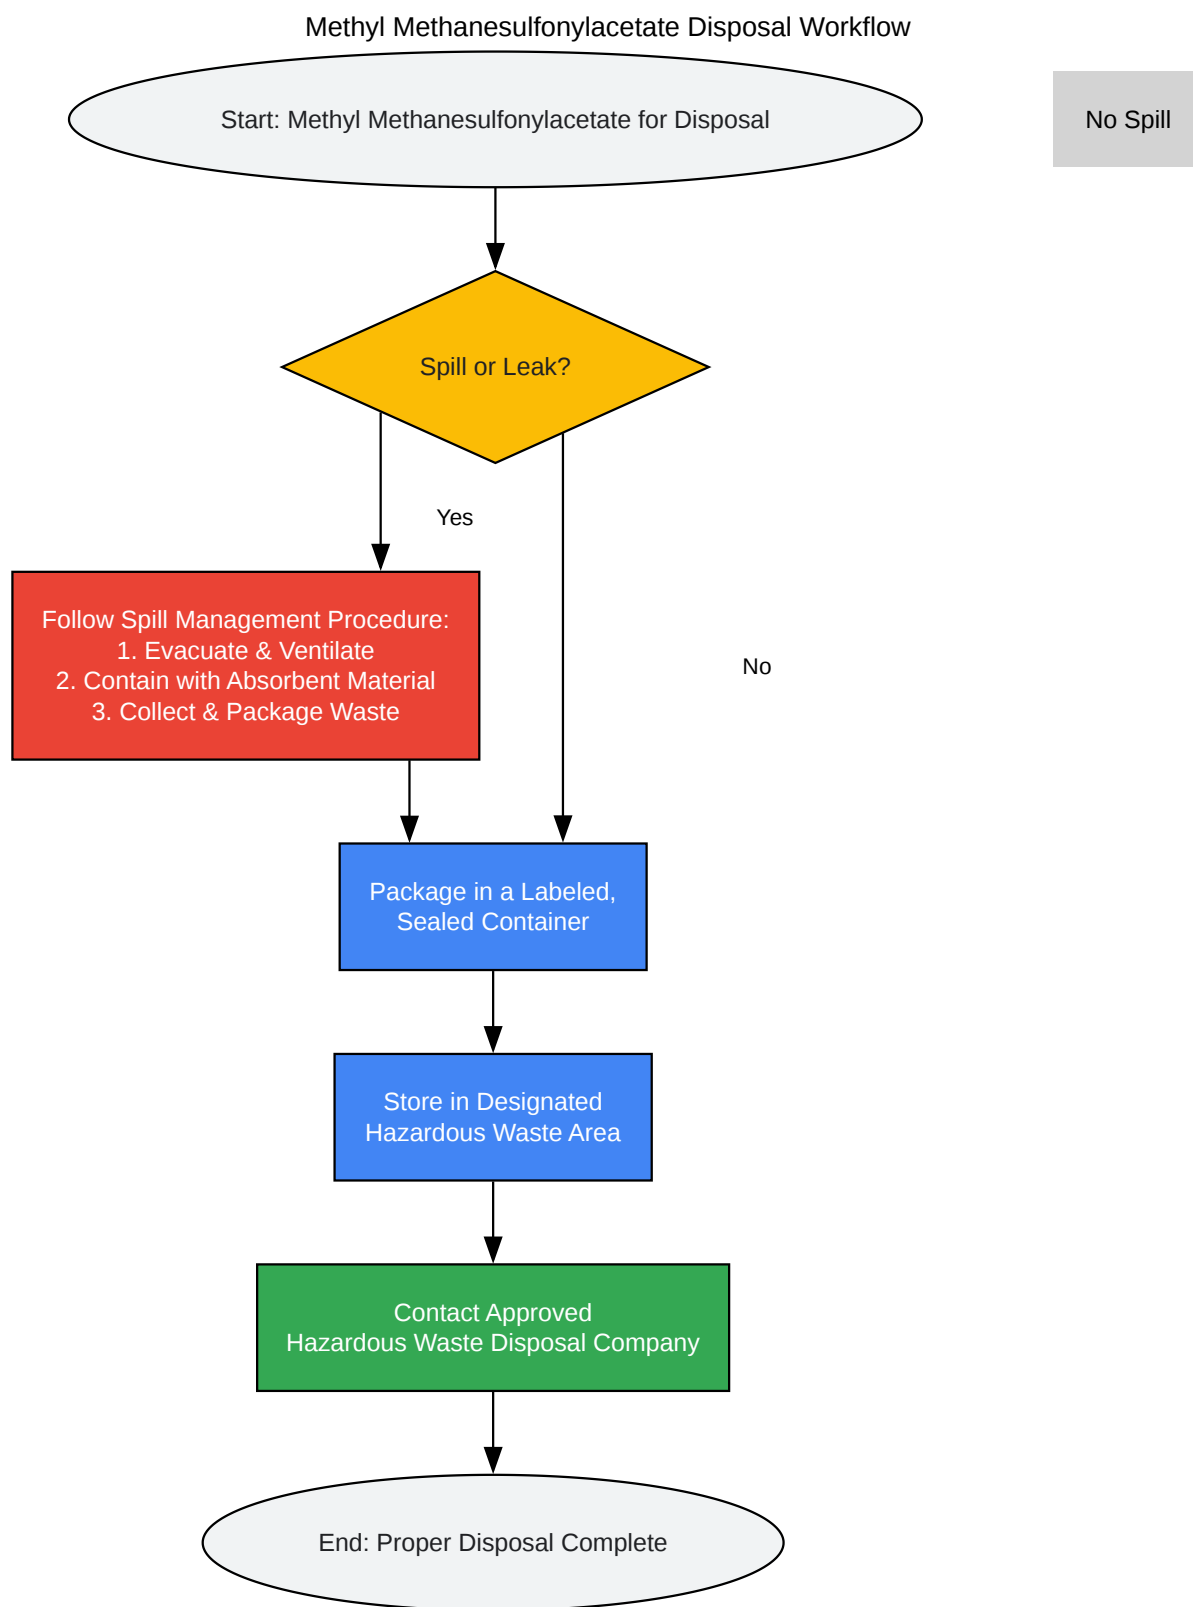 Methyl Methanesulfonylacetate Disposal Workflow
Start: Methyl Methanesulfonylacetate for Disposal
No Spill
Spill or Leak?
Yes
Follow Spill Management Procedure:
1. Evacuate & Ventilate
2. Contain with Absorbent Material
3. Collect & Package Waste
No
Package in a Labeled,
Sealed Container
Store in Designated
Hazardous Waste Area
Contact Approved
Hazardous Waste Disposal Company
End: Proper Disposal Complete